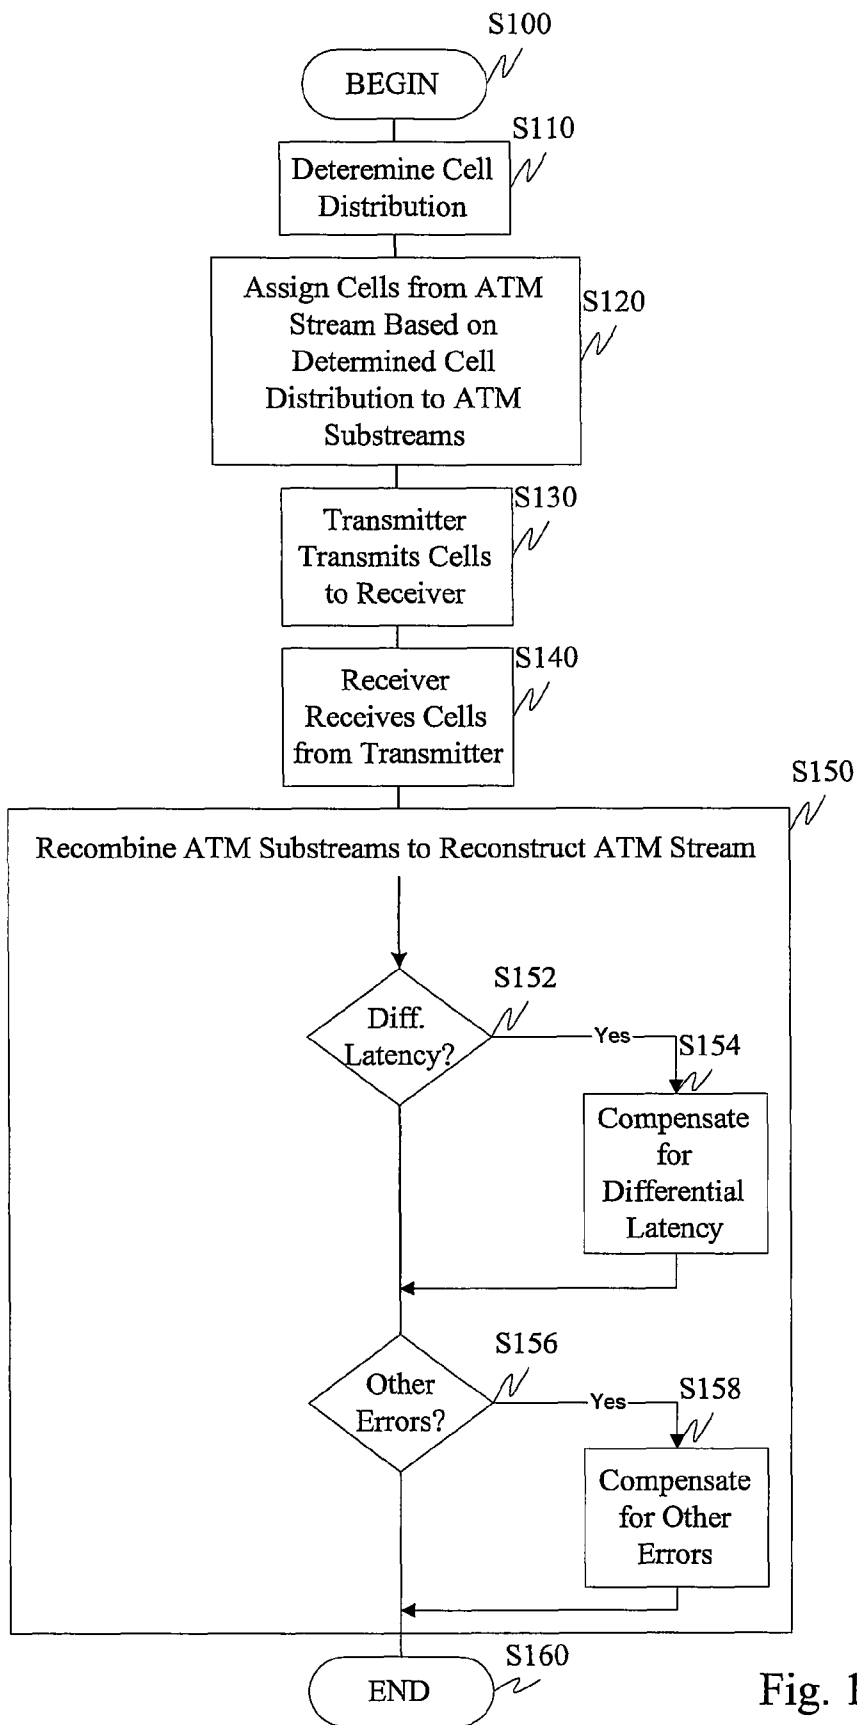 S100
BEGIN
S110
Deteremine Cell
Distribution
Assign Cells from ATM
Stream Based on
Determined Cell
Distribution to ATM
Substreams
S120
S130
Transmitter
Transmits Cells
to Receiver
S140
Receiver
Receives Cells
from Transmitter
S150
Recombine ATM Substreams to Reconstruct ATM Stream
S152
Diff.
Latency?
Yes
S154
Compensate
for
Differential
Latency
S156
Other
Errors?
Yes
S158
Compensate
for Other
Errors
S160
END
Fig. 1